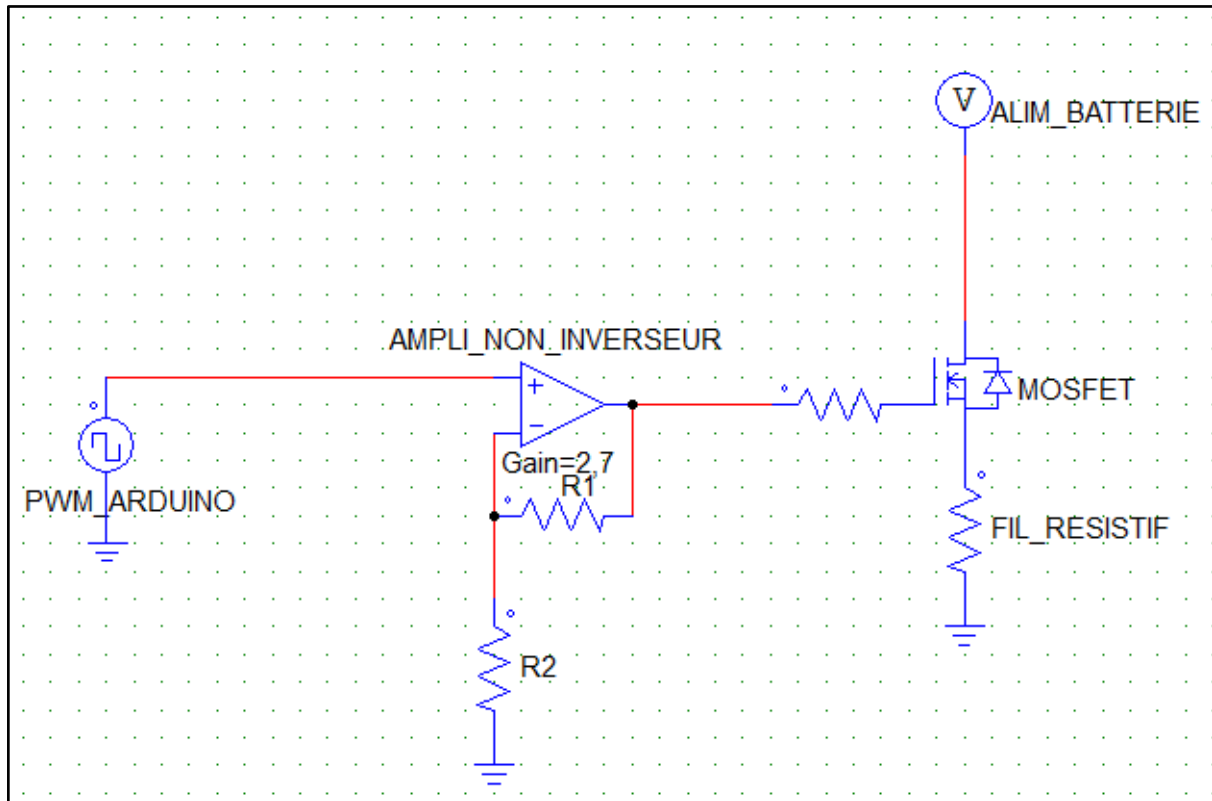 V
ALIM_BATTERIE
AMPLI_NON_INVERSEUR
+
−
MOSFET
Gain=2,7
R1
PWM_ARDUINO
FIL_RESISTIF
R2